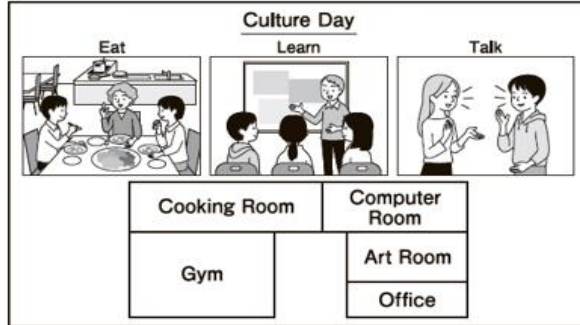 Culture Day
Eat
Learn
Talk
Cooking Room
Computer
Room
Gym
Art Room
Office